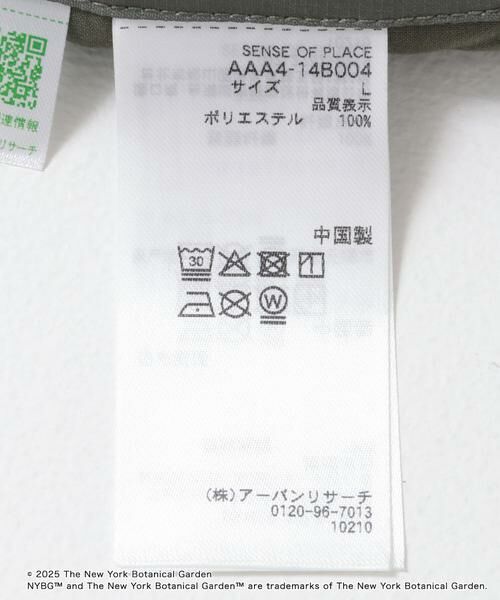 SENSE OF PLACE
AAA4-14B004
サイズ L
品質表示
ポリエステル 100%
中国製
30
W
(株)アーバンリサーチ
0120-96-7013
10210
© 2025 The New York Botanical Garden
NYBG™ and The New York Botanical Garden™ are trademarks of The New York Botanical Garden.